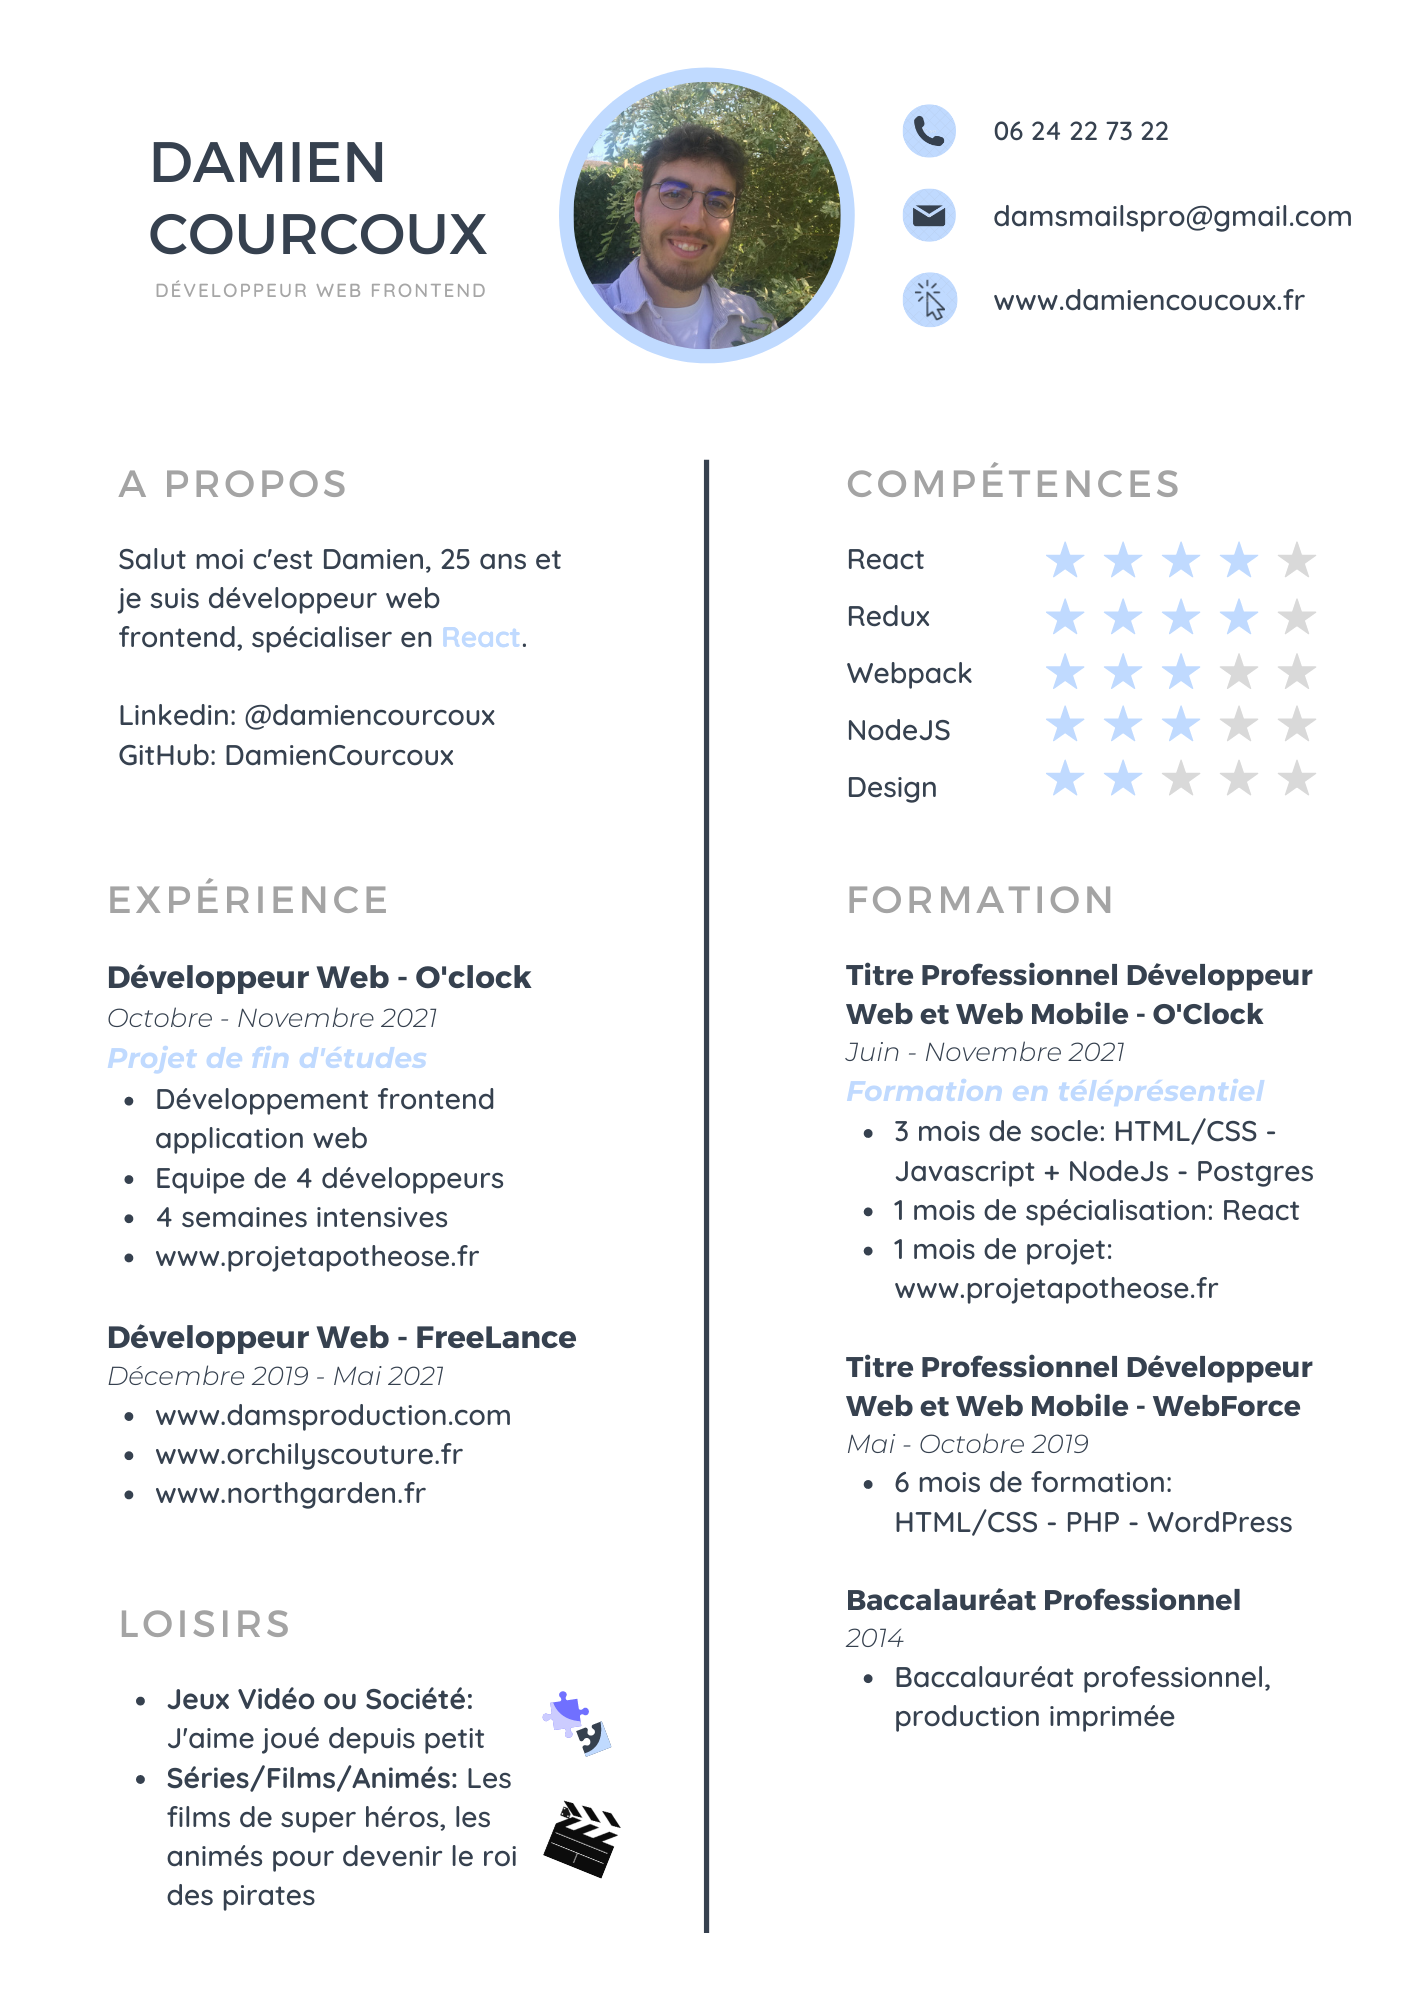 DAMIEN
COURCOUX
DÉVELOPPEUR WEB FRONTEND
06 24 22 73 22
damsmailspro@gmail.com
www.damiencoucoux.fr
A PROPOS
Salut moi c'est Damien, 25 ans et
je suis développeur web
frontend, spécialiser en React.
Linkedin: @damiencourcoux
GitHub: DamienCourcoux
EXPÉRIENCE
Développeur Web - O'clock
Octobre - Novembre 2021
Projet de fin d'études
• Développement frontend
application web
• Equipe de 4 développeurs
• 4 semaines intensives
• www.projetapotheose.fr
Développeur Web - FreeLance
Décembre 2019 - Mai 2021
• www.damsproduction.com
• www.orchilyscouture.fr
• www.northgarden.fr
LOISIRS
• Jeux Vidéo ou Société:
J'aime joué depuis petit
• Séries/Films/Animés: Les
films de super héros, les
animés pour devenir le roi
des pirates
COMPÉTENCES
React
Redux
Webpack
NodeJS
Design
FORMATION
Titre Professionnel Développeur
Web et Web Mobile - O'Clock
Juin - Novembre 2021
Formation en téléprésentiel
• 3 mois de socle: HTML/CSS -
Javascript + NodeJs - Postgres
• 1 mois de spécialisation: React
• 1 mois de projet:
www.projetapotheose.fr
Titre Professionnel Développeur
Web et Web Mobile - WebForce
Mai - Octobre 2019
• 6 mois de formation:
HTML/CSS - PHP - WordPress
Baccalauréat Professionnel
2014
• Baccalauréat professionnel,
production imprimée